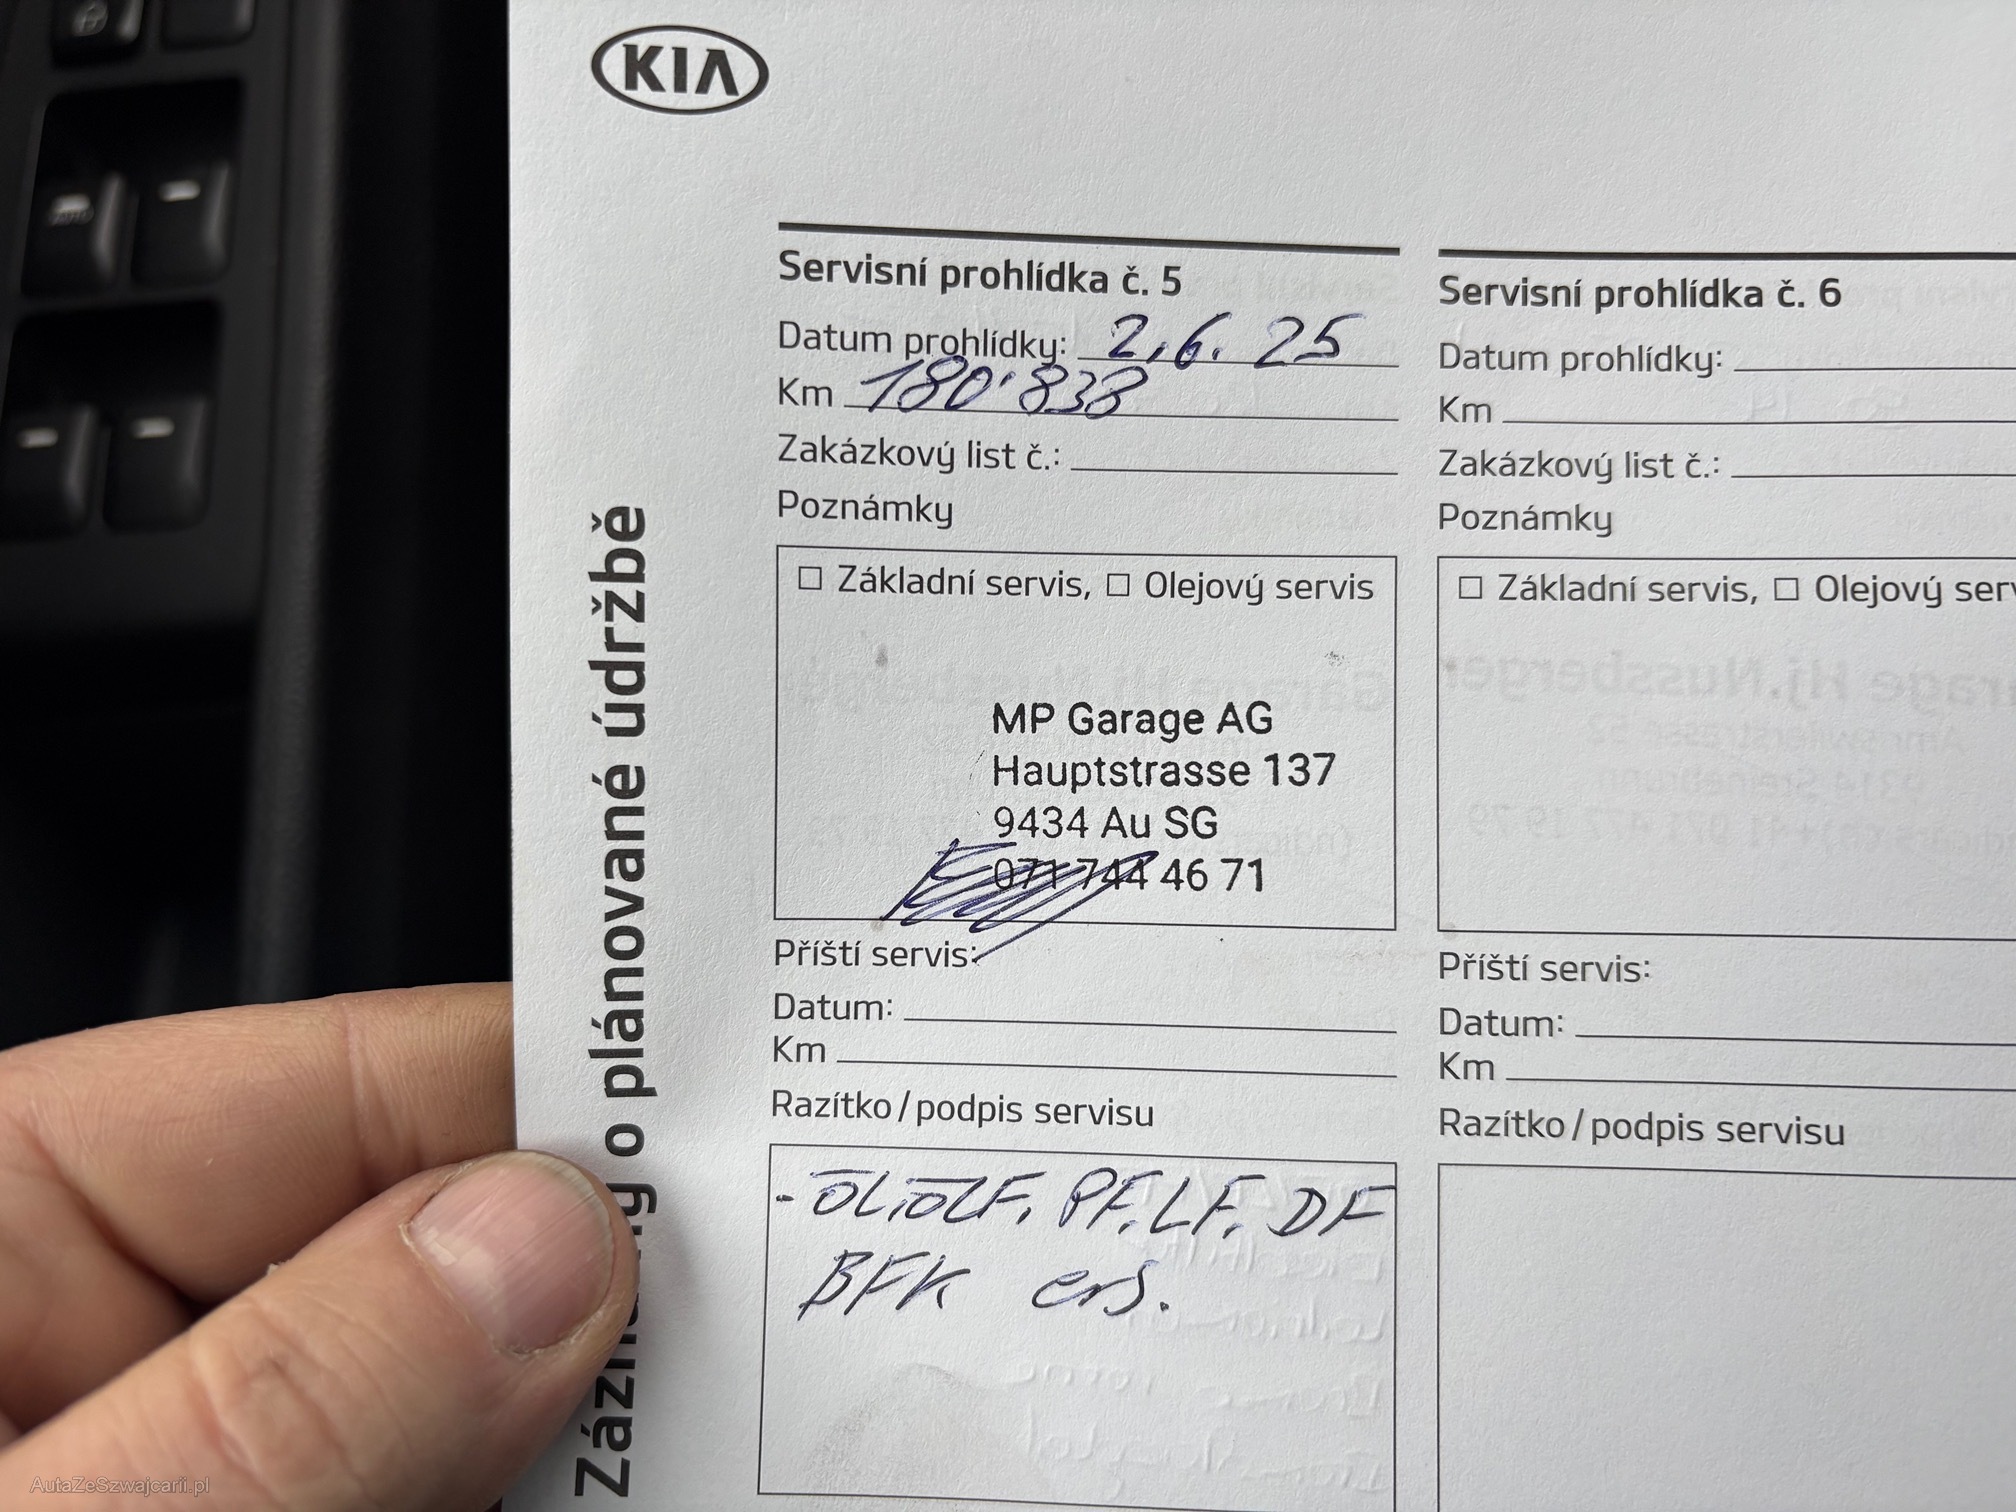 KIA
Záznamy o plánované údržbě
Servisní prohlídka č. 5
Datum prohlídky: 2.6.25
Km 180'838
Zakázkový list č.:
Poznámky
□ Základní servis, □ Olejový servis
MP Garage AG
Hauptstrasse 137
9434 Au SG
071 744 46 71
Příští servis:
Datum:
Km
Razítko/podpis servisu
- ÖL, ÖLF, PF, LF, DF
BFK ers.
Servisní prohlídka č. 6
Datum prohlídky:
Km
Zakázkový list č.:
Poznámky
□ Základní servis, □ Olejový serv
Příští servis:
Datum:
Km
Razítko/podpis servisu
AutaZeSzwajcarii.pl